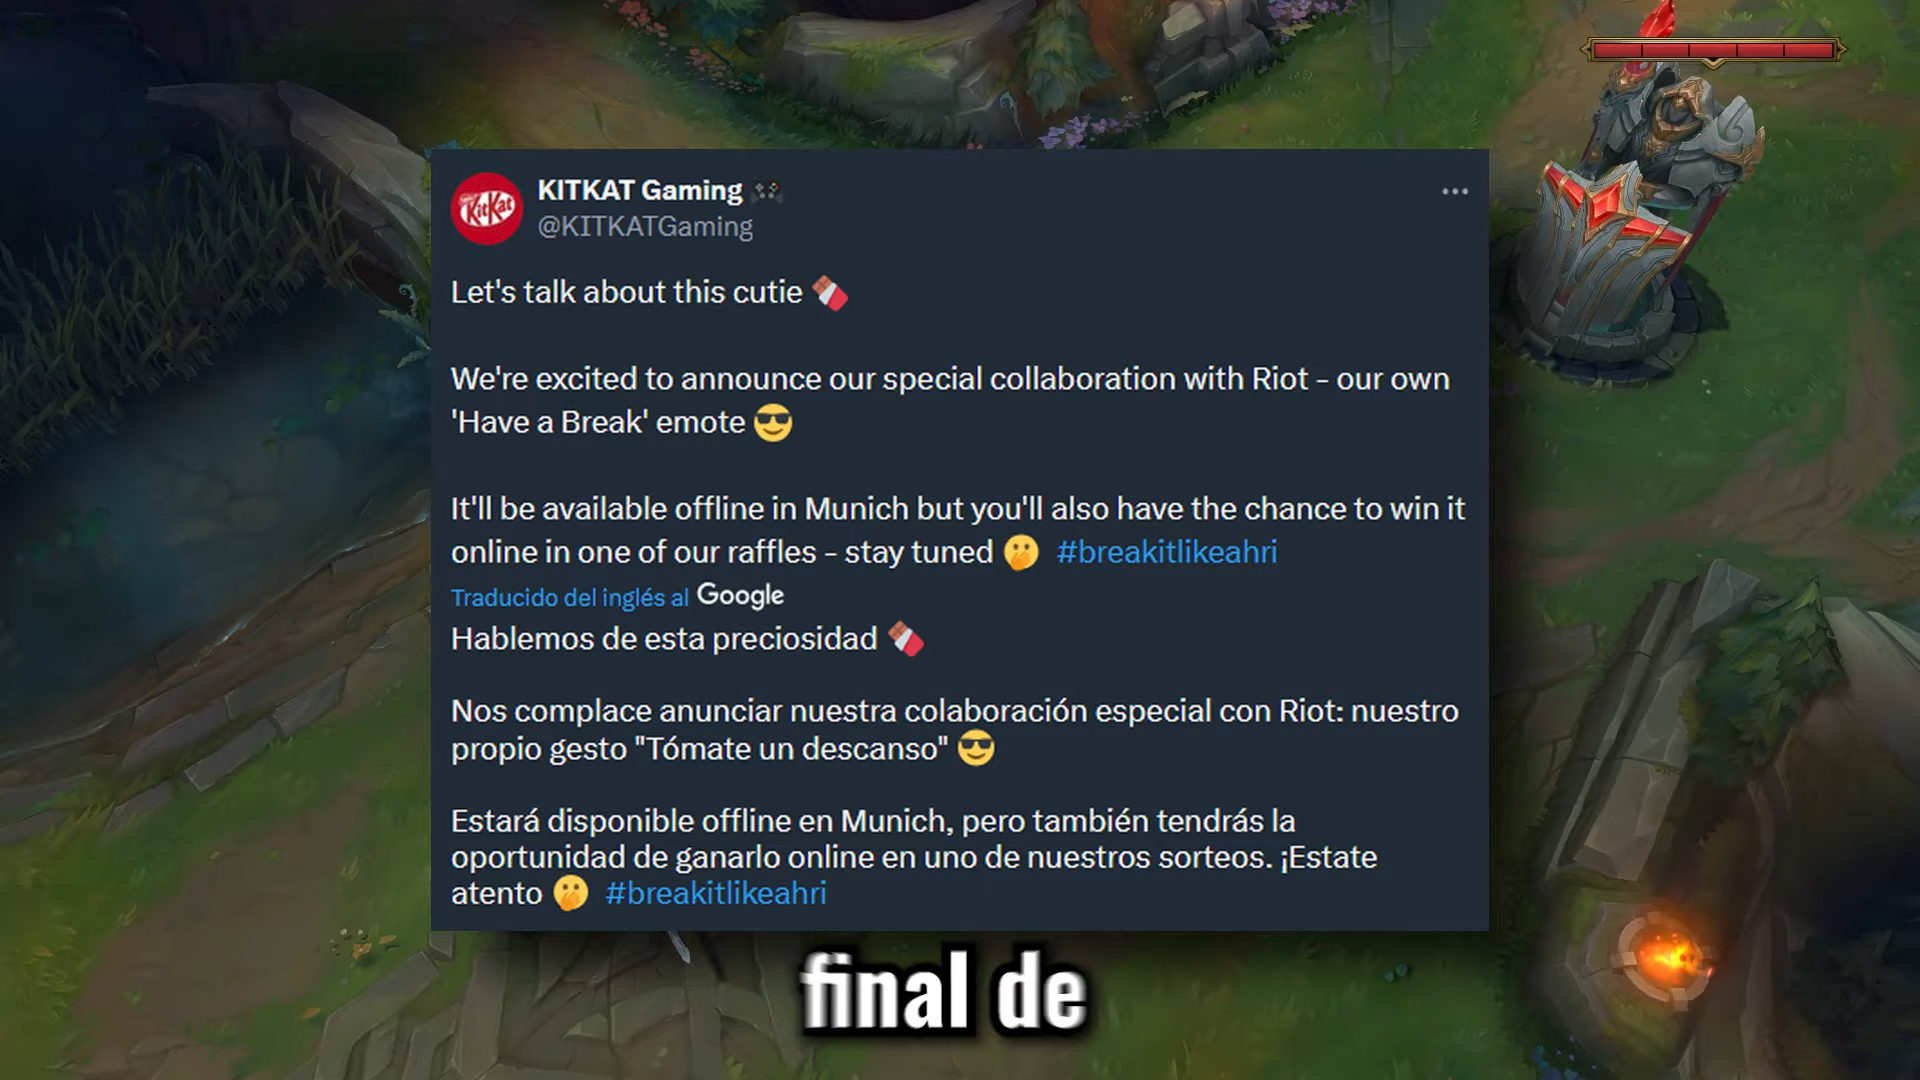 KitKat
KITKAT Gaming 🎮
@KITKATGaming
Let's talk about this cutie 🍫
We're excited to announce our special collaboration with Riot - our own
'Have a Break' emote 😎
It'll be available offline in Munich but you'll also have the chance to win it
online in one of our raffles - stay tuned 🤭 #breakitlikeahri
Traducido del inglés al Google
Hablemos de esta preciosidad 🍫
Nos complace anunciar nuestra colaboración especial con Riot: nuestro
propio gesto "Tómate un descanso" 😎
Estará disponible offline en Munich, pero también tendrás la
oportunidad de ganarlo online en uno de nuestros sorteos. ¡Estate
atento 🤭 #breakitlikeahri
final de